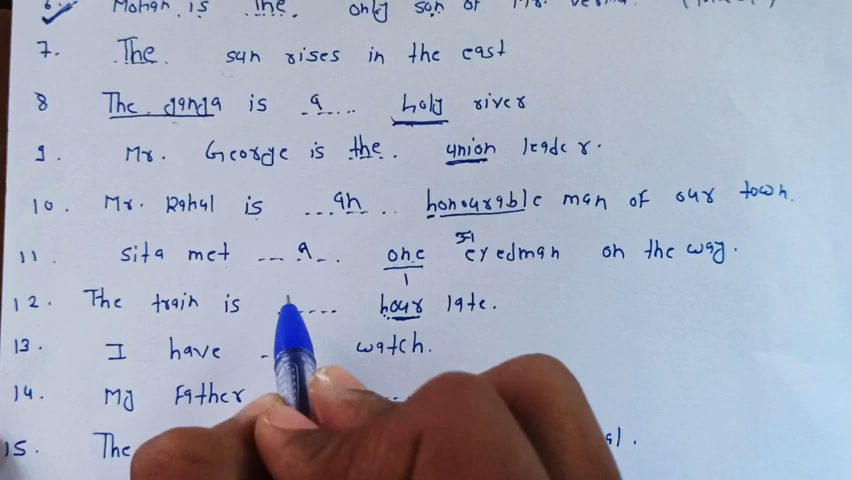 6. Mohan is the only son of Mr.
7. The sun rises in the east
8 The ganga is a holy river
9. Mr. George is the union leader.
10. Mr. Rahul is ...an... honourable man of our town.
11 Sita met ...a... one eyedman on the way.
12. The train is ...... hour late.
13. I have watch.
14. My Father
15. The